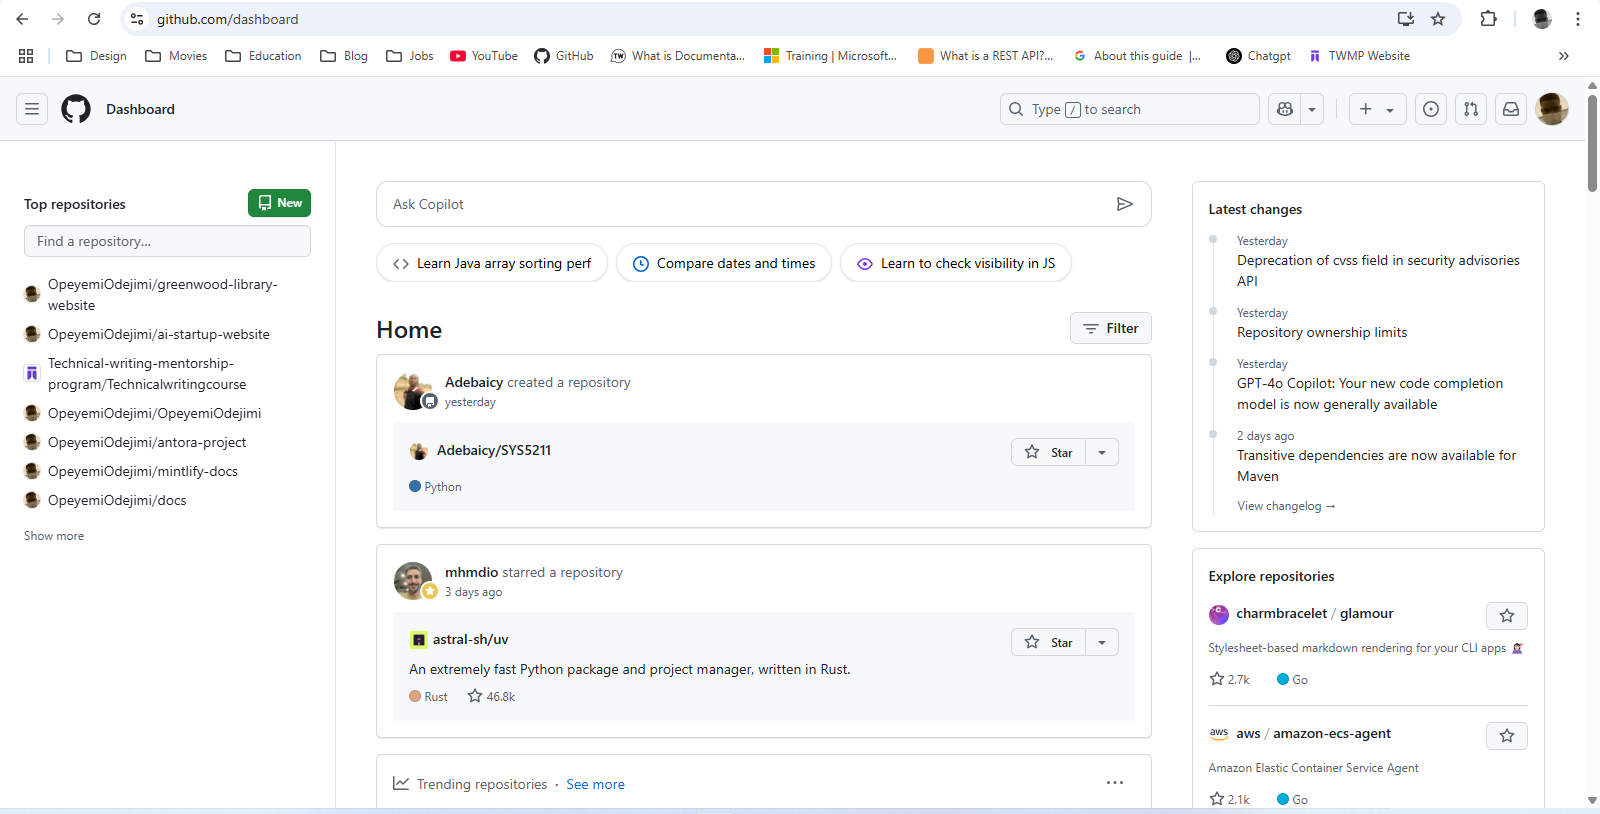 github.com/dashboard
Design
Movies
Education
Blog
Jobs
YouTube
GitHub
What is Documenta...
Training | Microsoft...
What is a REST API?...
About this guide |...
Chatgpt
TWMP Website
Dashboard
Type / to search
Top repositories
New
Find a repository...
OpeyemiOdejimi/greenwood-library-
website
OpeyemiOdejimi/ai-startup-website
Technical-writing-mentorship-
program/Technicalwritingcourse
OpeyemiOdejimi/OpeyemiOdejimi
OpeyemiOdejimi/antora-project
OpeyemiOdejimi/mintlify-docs
OpeyemiOdejimi/docs
Show more
Ask Copilot
Learn Java array sorting perf
Compare dates and times
Learn to check visibility in JS
Home
Filter
Adebaicy created a repository
yesterday
Adebaicy/SYS5211
Star
Python
mhmdio starred a repository
3 days ago
astral-sh/uv
Star
An extremely fast Python package and project manager, written in Rust.
Rust
46.8k
Trending repositories · See more
Latest changes
Yesterday
Deprecation of cvss field in security advisories
API
Yesterday
Repository ownership limits
Yesterday
GPT-4o Copilot: Your new code completion
model is now generally available
2 days ago
Transitive dependencies are now available for
Maven
View changelog →
Explore repositories
charmbracelet / glamour
Stylesheet-based markdown rendering for your CLI apps 💇🏻‍♀️
2.7k
Go
aws
aws / amazon-ecs-agent
Amazon Elastic Container Service Agent
2.1k
Go